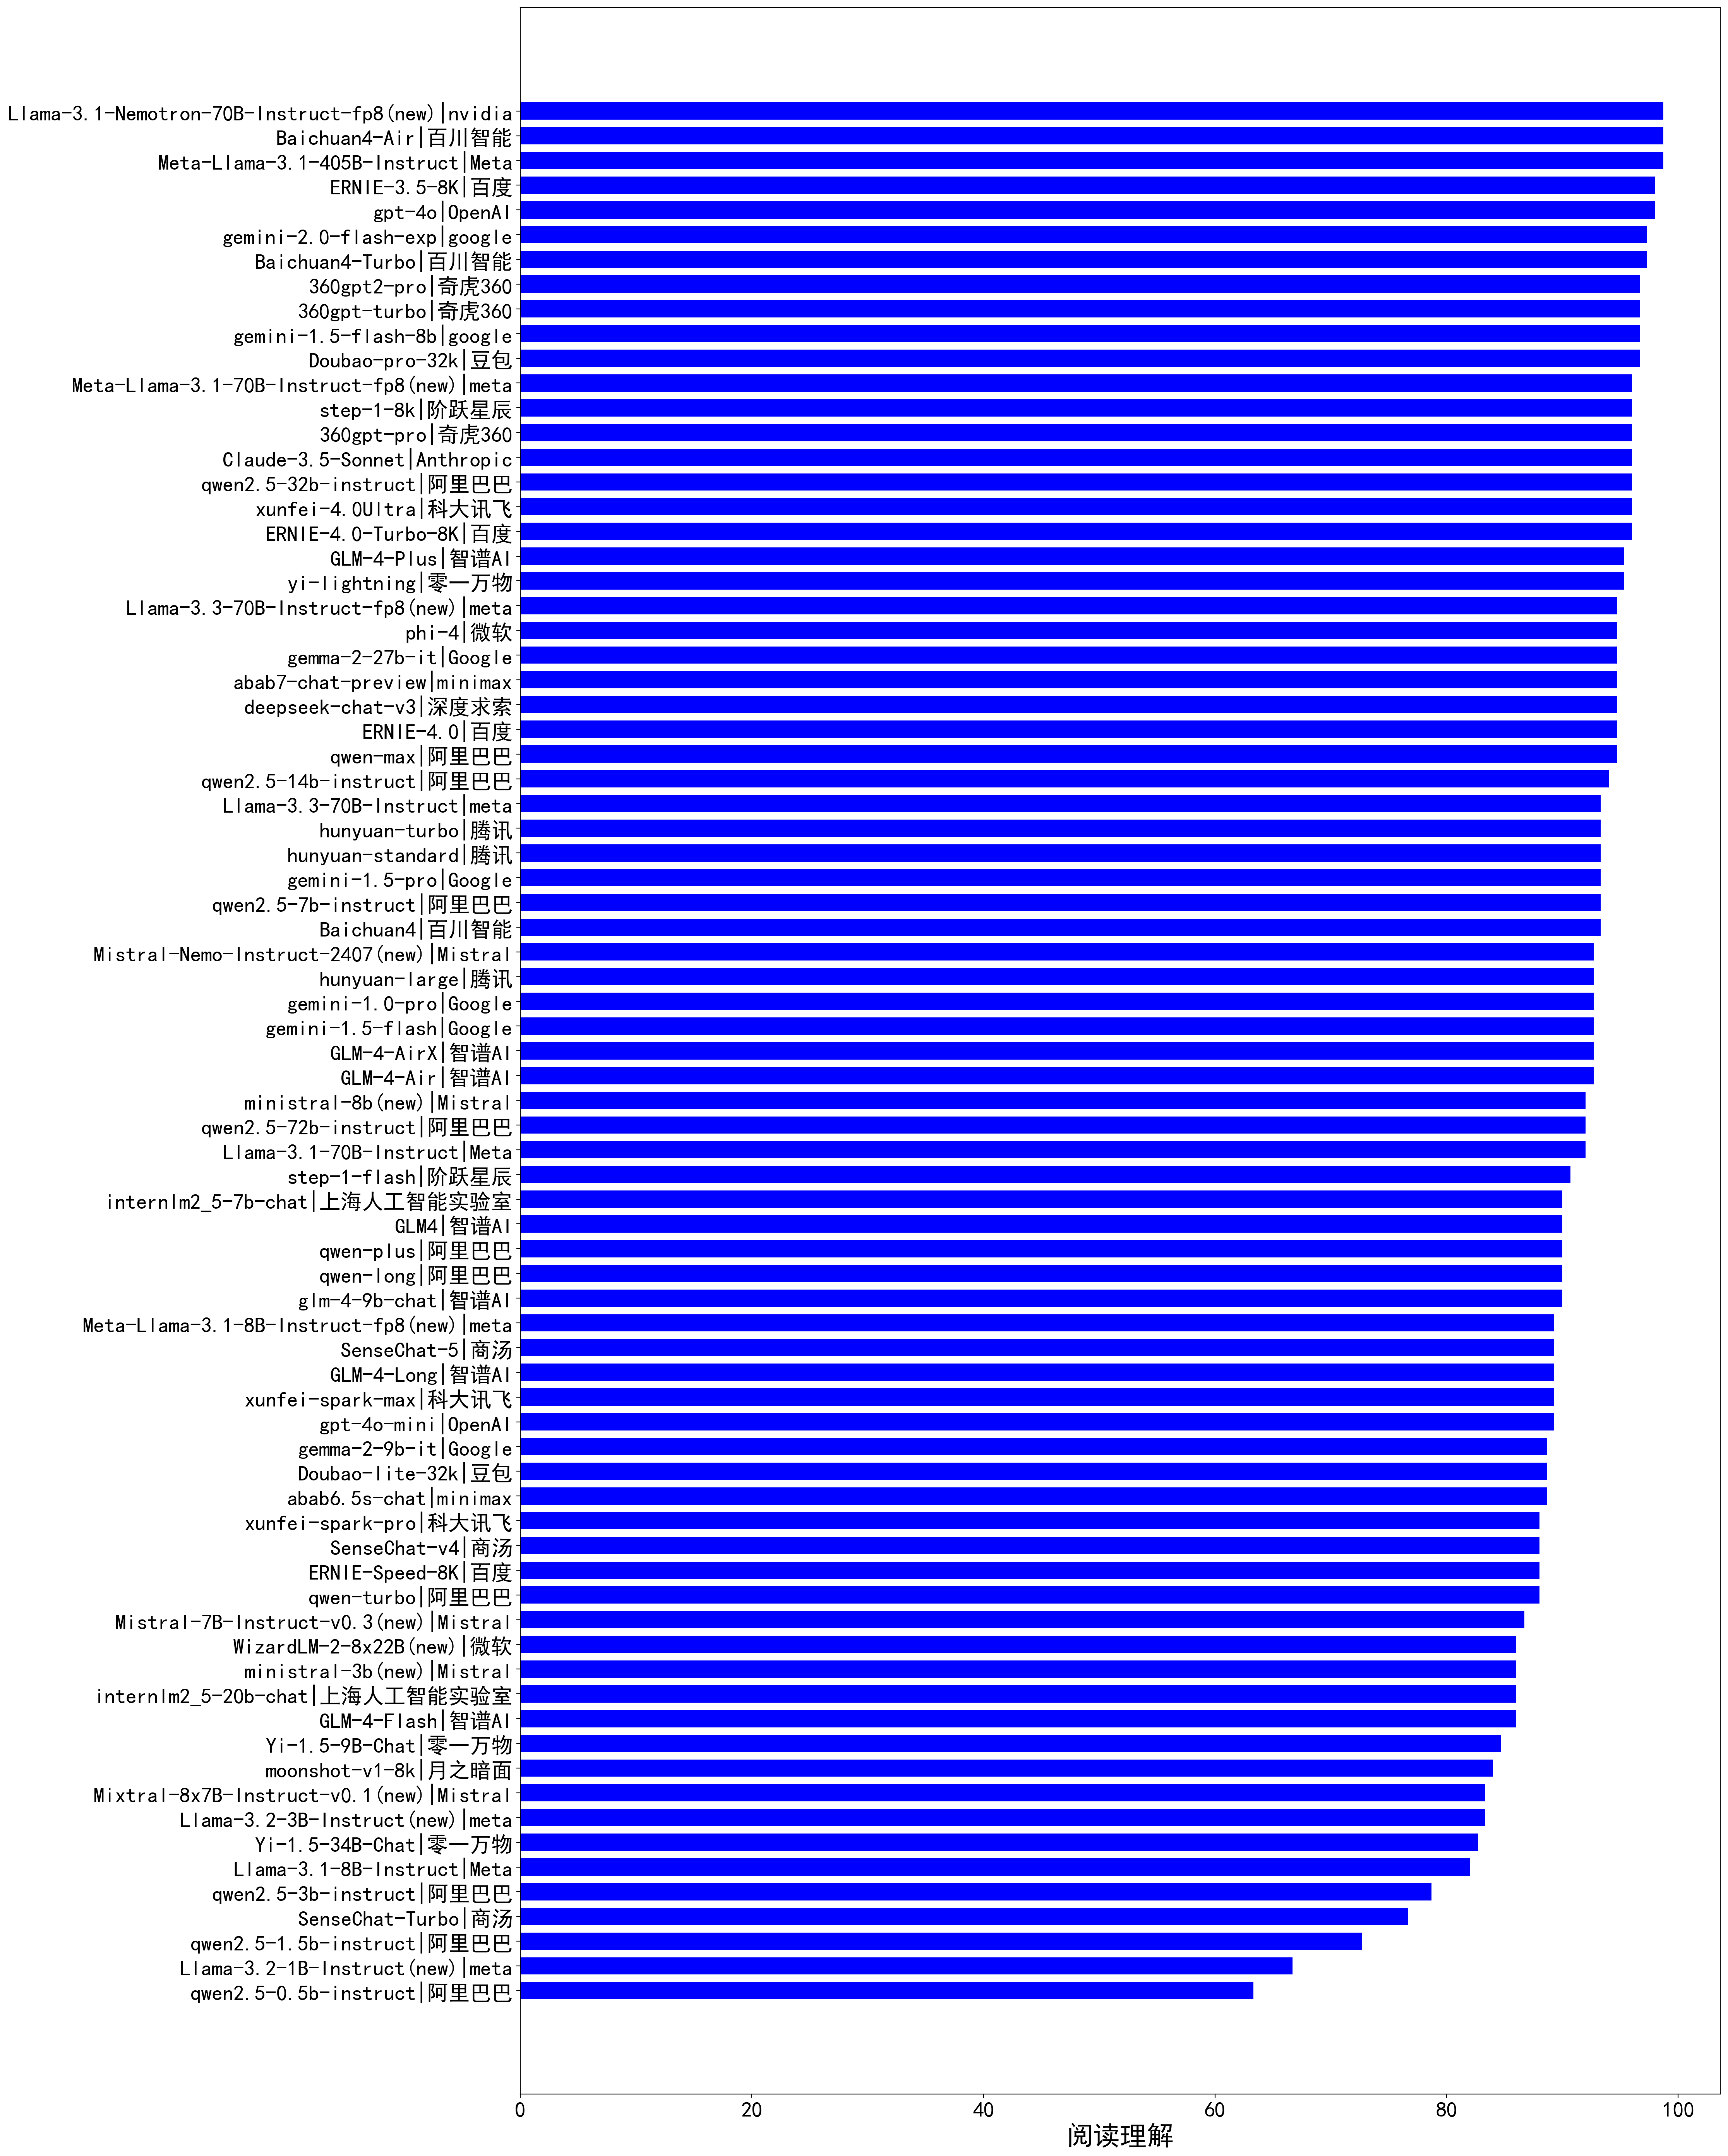 Llama-3.1-Nemotron-70B-Instruct-fp8(new)|nvidia
Baichuan4-Air|百川智能
Meta-Llama-3.1-405B-Instruct|Meta
ERNIE-3.5-8K|百度
gpt-4o|OpenAI
gemini-2.0-flash-exp|google
Baichuan4-Turbo|百川智能
360gpt2-pro|奇虎360
360gpt-turbo|奇虎360
gemini-1.5-flash-8b|google
Doubao-pro-32k|豆包
Meta-Llama-3.1-70B-Instruct-fp8(new)|meta
step-1-8k|阶跃星辰
360gpt-pro|奇虎360
Claude-3.5-Sonnet|Anthropic
qwen2.5-32b-instruct|阿里巴巴
xunfei-4.0Ultra|科大讯飞
ERNIE-4.0-Turbo-8K|百度
GLM-4-Plus|智谱AI
yi-lightning|零一万物
Llama-3.3-70B-Instruct-fp8(new)|meta
phi-4|微软
gemma-2-27b-it|Google
abab7-chat-preview|minimax
deepseek-chat-v3|深度求索
ERNIE-4.0|百度
qwen-max|阿里巴巴
qwen2.5-14b-instruct|阿里巴巴
Llama-3.3-70B-Instruct|meta
hunyuan-turbo|腾讯
hunyuan-standard|腾讯
gemini-1.5-pro|Google
qwen2.5-7b-instruct|阿里巴巴
Baichuan4|百川智能
Mistral-Nemo-Instruct-2407(new)|Mistral
hunyuan-large|腾讯
gemini-1.0-pro|Google
gemini-1.5-flash|Google
GLM-4-AirX|智谱AI
GLM-4-Air|智谱AI
ministral-8b(new)|Mistral
qwen2.5-72b-instruct|阿里巴巴
Llama-3.1-70B-Instruct|Meta
step-1-flash|阶跃星辰
internlm2_5-7b-chat|上海人工智能实验室
GLM4|智谱AI
qwen-plus|阿里巴巴
qwen-long|阿里巴巴
glm-4-9b-chat|智谱AI
Meta-Llama-3.1-8B-Instruct-fp8(new)|meta
SenseChat-5|商汤
GLM-4-Long|智谱AI
xunfei-spark-max|科大讯飞
gpt-4o-mini|OpenAI
gemma-2-9b-it|Google
Doubao-lite-32k|豆包
abab6.5s-chat|minimax
xunfei-spark-pro|科大讯飞
SenseChat-v4|商汤
ERNIE-Speed-8K|百度
qwen-turbo|阿里巴巴
Mistral-7B-Instruct-v0.3(new)|Mistral
WizardLM-2-8x22B(new)|微软
ministral-3b(new)|Mistral
internlm2_5-20b-chat|上海人工智能实验室
GLM-4-Flash|智谱AI
Yi-1.5-9B-Chat|零一万物
moonshot-v1-8k|月之暗面
Mixtral-8x7B-Instruct-v0.1(new)|Mistral
Llama-3.2-3B-Instruct(new)|meta
Yi-1.5-34B-Chat|零一万物
Llama-3.1-8B-Instruct|Meta
qwen2.5-3b-instruct|阿里巴巴
SenseChat-Turbo|商汤
qwen2.5-1.5b-instruct|阿里巴巴
Llama-3.2-1B-Instruct(new)|meta
qwen2.5-0.5b-instruct|阿里巴巴
0 20 40 60 80 100
阅读理解